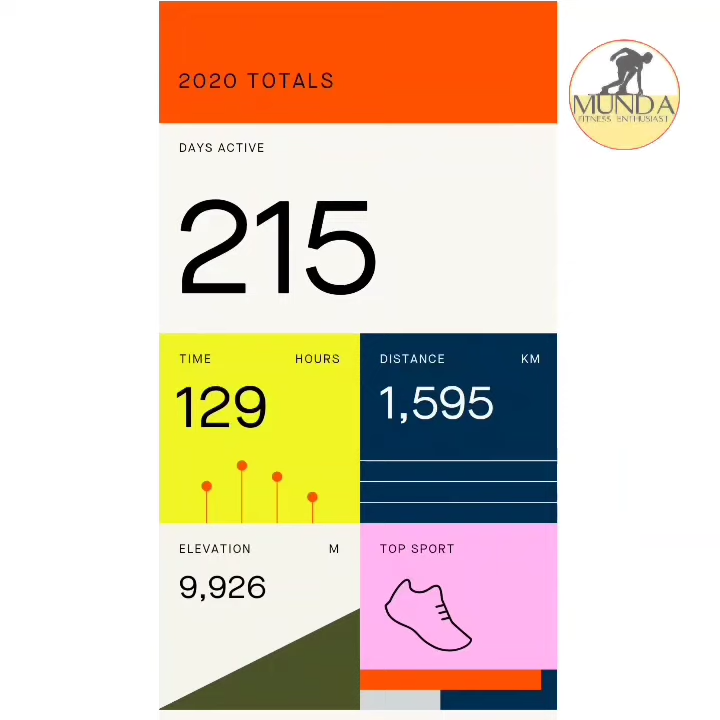 2020 TOTALS
MUNDA
FITNESS ENTHUSIAST
DAYS ACTIVE
215
TIME HOURS
129
DISTANCE KM
1,595
ELEVATION M
9,926
TOP SPORT